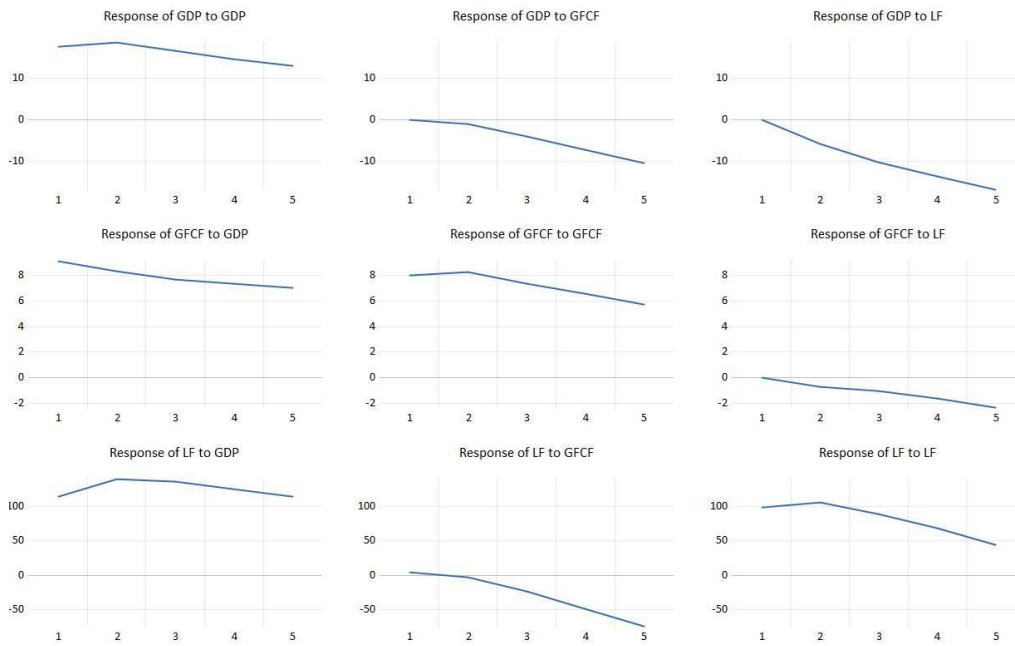 Response of GDP to GDP
Response of GDP to GFCF
Response of GDP to LF
10
0
-10
1 2 3 4 5
10
0
-10
1 2 3 4 5
10
0
-10
1 2 3 4 5
Response of GFCF to GDP
Response of GFCF to GFCF
Response of GFCF to LF
8
6
4
2
0
-2
1 2 3 4 5
8
6
4
2
0
-2
1 2 3 4 5
8
6
4
2
0
-2
1 2 3 4 5
Response of LF to GDP
Response of LF to GFCF
Response of LF to LF
100
50
0
-50
1 2 3 4 5
100
50
0
-50
1 2 3 4 5
100
50
0
-50
1 2 3 4 5